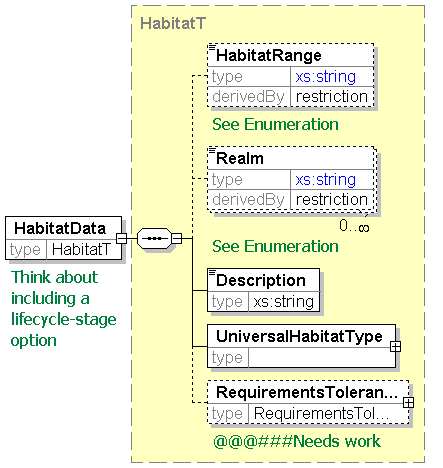 HabitatT
HabitatRange
type xs:string
derivedBy restriction
See Enumeration
Realm
type xs:string
derivedBy restriction
0..∞
See Enumeration
HabitatData
type HabitatT
Think about
including a
lifecycle-stage
option
Description
type xs:string
UniversalHabitatType
type
RequirementsToleran...
type RequirementsTol...
@@@###Needs work